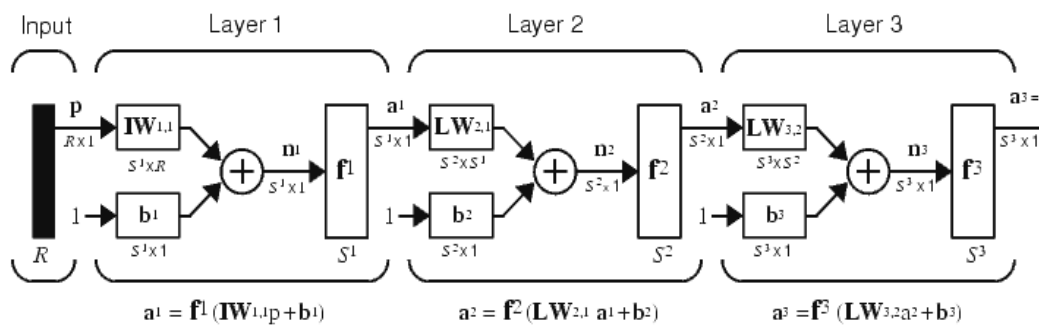 Input Layer 1 Layer 2 Layer 3
p a¹ a² a³ =
IW1,1 LW2,1 LW3,2
R x 1 S¹ x 1 S² x 1 S³ x 1
n¹ n² n³
S¹ x R S² x S¹ S³ x S²
+ f¹ + f² + f³
S¹ x 1 S² x 1 S³ x 1
1 b¹ 1 b² 1 b³
S¹ x 1 S² x 1 S³ x 1
R S¹ S² S³
a¹ = f¹ (IW1,1p + b¹) a² = f² (LW2,1 a¹ + b²) a³ = f³ (LW3,2a² + b³)